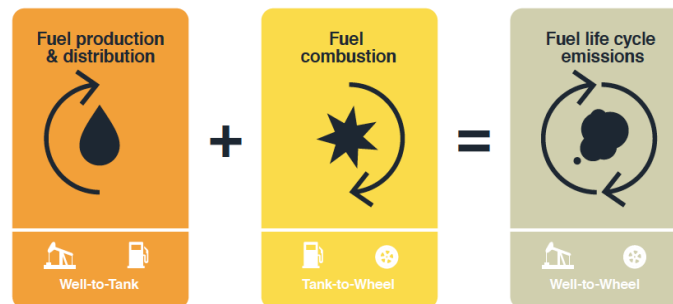 Fuel production
& distribution
Well-to-Tank
+
Fuel
combustion
Tank-to-Wheel
=
Fuel life cycle
emissions
Well-to-Wheel